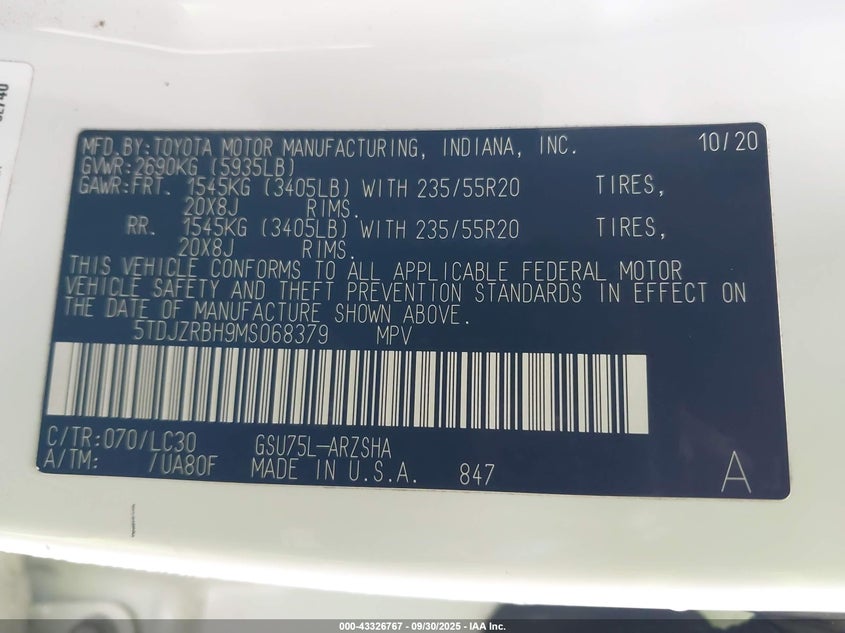 MFD.BY:TOYOTA MOTOR MANUFACTURING, INDIANA, INC. 10/20
GVWR:2690KG (5935LB)
GAWR:FRT. 1545KG (3405LB) WITH 235/55R20 TIRES,
20X8J RIMS.
RR. 1545KG (3405LB) WITH 235/55R20 TIRES,
20X8J RIMS.
THIS VEHICLE CONFORMS TO ALL APPLICABLE FEDERAL MOTOR
VEHICLE SAFETY AND THEFT PREVENTION STANDARDS IN EFFECT ON
THE DATE OF MANUFACTURE SHOWN ABOVE.
5TDJZRBH9MS068379 MPV
C/TR:070/LC30 GSU75L-ARZSHA
A/TM: /UA80F MADE IN U.S.A. 847 A
000-43326767 - 09/30/2025 - IAA Inc.